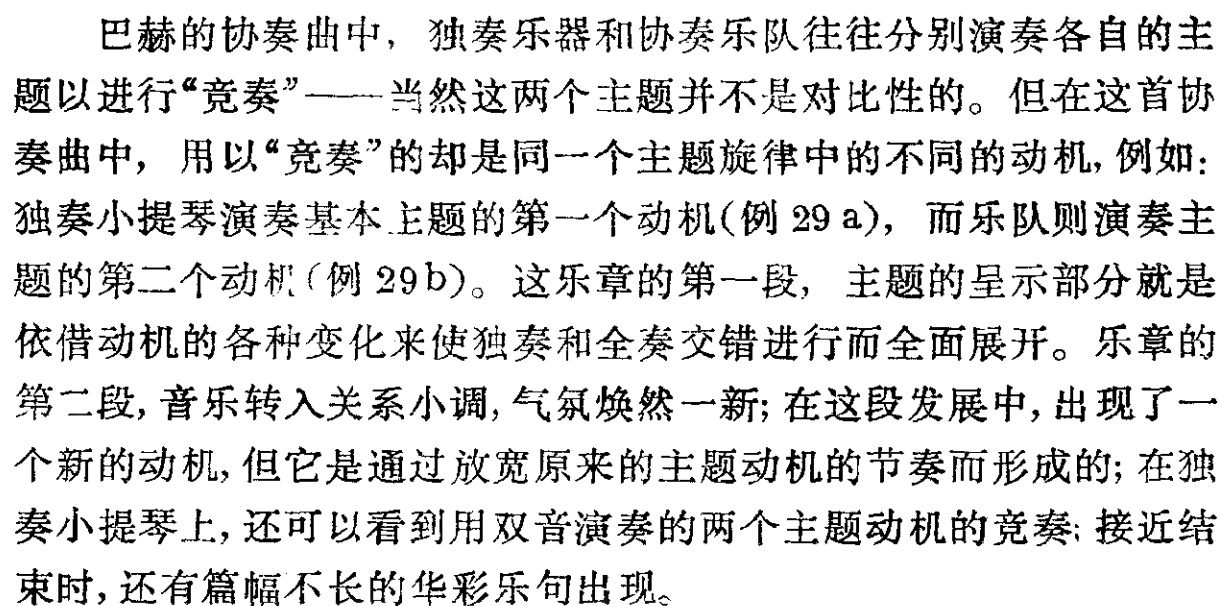 巴赫的协奏曲中，独奏乐器和协奏乐队往往分别演奏各自的主
题以进行“竞奏”——当然这两个主题并不是对比性的。但在这首协
奏曲中，用以“竞奏”的却是同一个主题旋律中的不同的动机，例如：
独奏小提琴演奏基本主题的第一个动机（例 29 a），而乐队则演奏主
题的第二个动机（例 29b）。这乐章的第一段，主题的呈示部分就是
依借动机的各种变化来使独奏和全奏交错进行而全面展开。乐章的
第二段，音乐转入关系小调，气氛焕然一新；在这段发展中，出现了一
个新的动机，但它是通过放宽原来的主题动机的节奏而形成的；在独
奏小提琴上，还可以看到用双音演奏的两个主题动机的竞奏；接近结
束时，还有篇幅不长的华彩乐句出现。